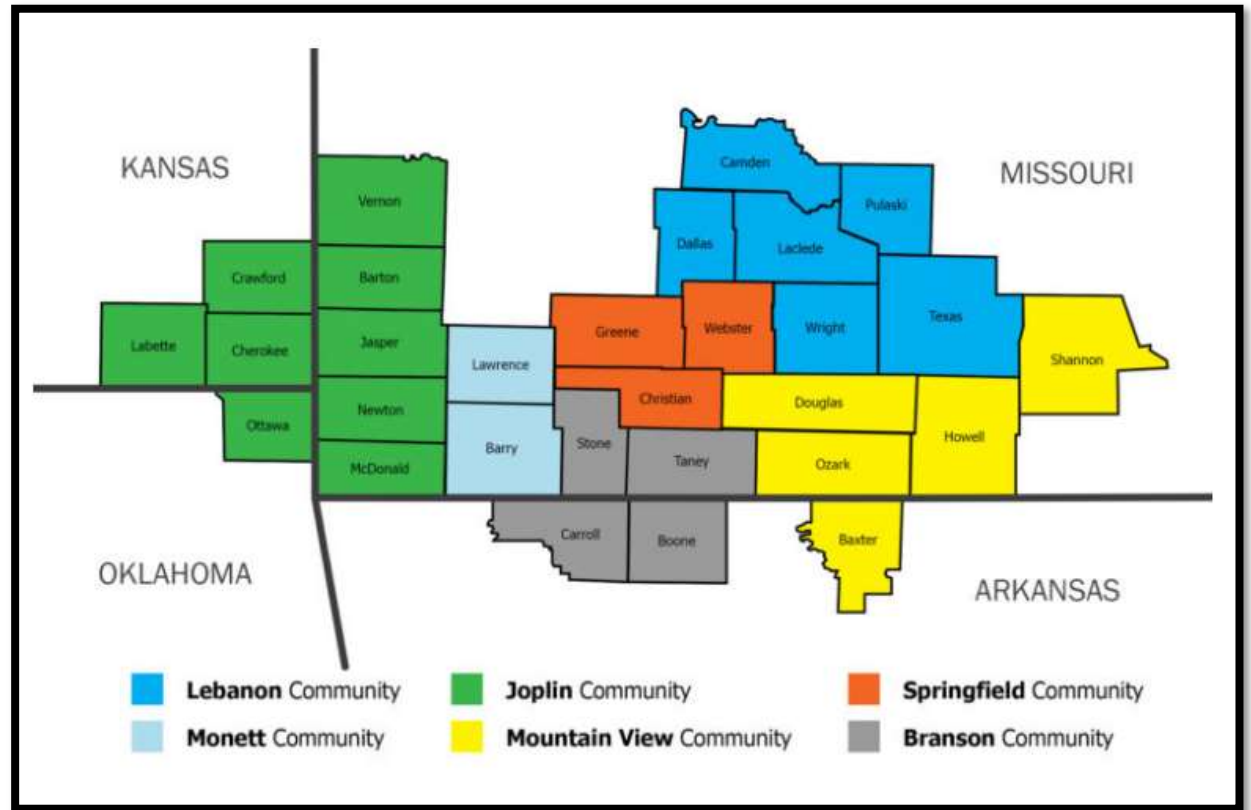 KANSAS
MISSOURI
Camden
Pulaski
Vernon
Dallas
Laclede
Crawford
Barton
Labette
Cherokee
Jasper
Lawrence
Greene
Webster
Wright
Texas
Shannon
Ottawa
Newton
Christian
Douglas
McDonald
Barry
Stone
Taney
Ozark
Howell
Carroll
Boone
Baxter
OKLAHOMA
ARKANSAS
Lebanon Community
Joplin Community
Springfield Community
Monett Community
Mountain View Community
Branson Community